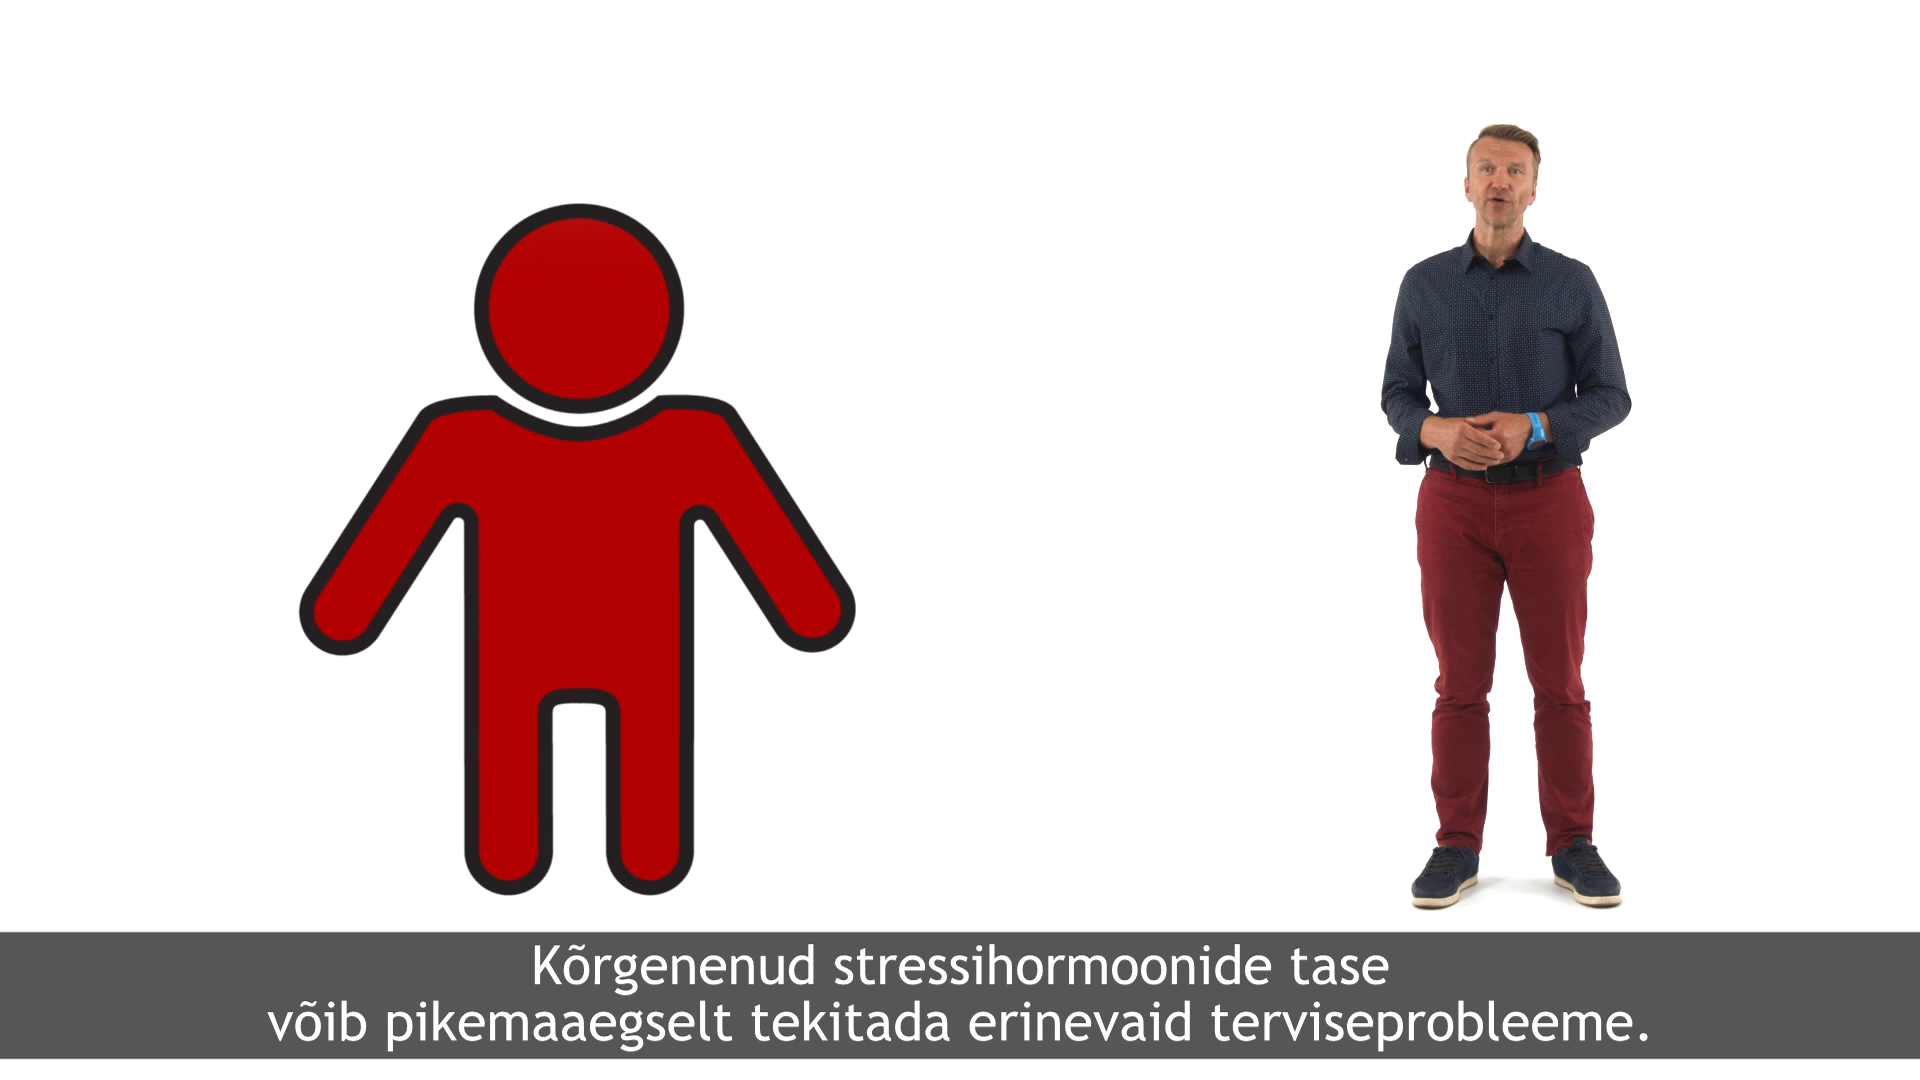 Kõrgenenud stressihormoonide tase
võib pikemaaegselt tekitada erinevaid terviseprobleeme.